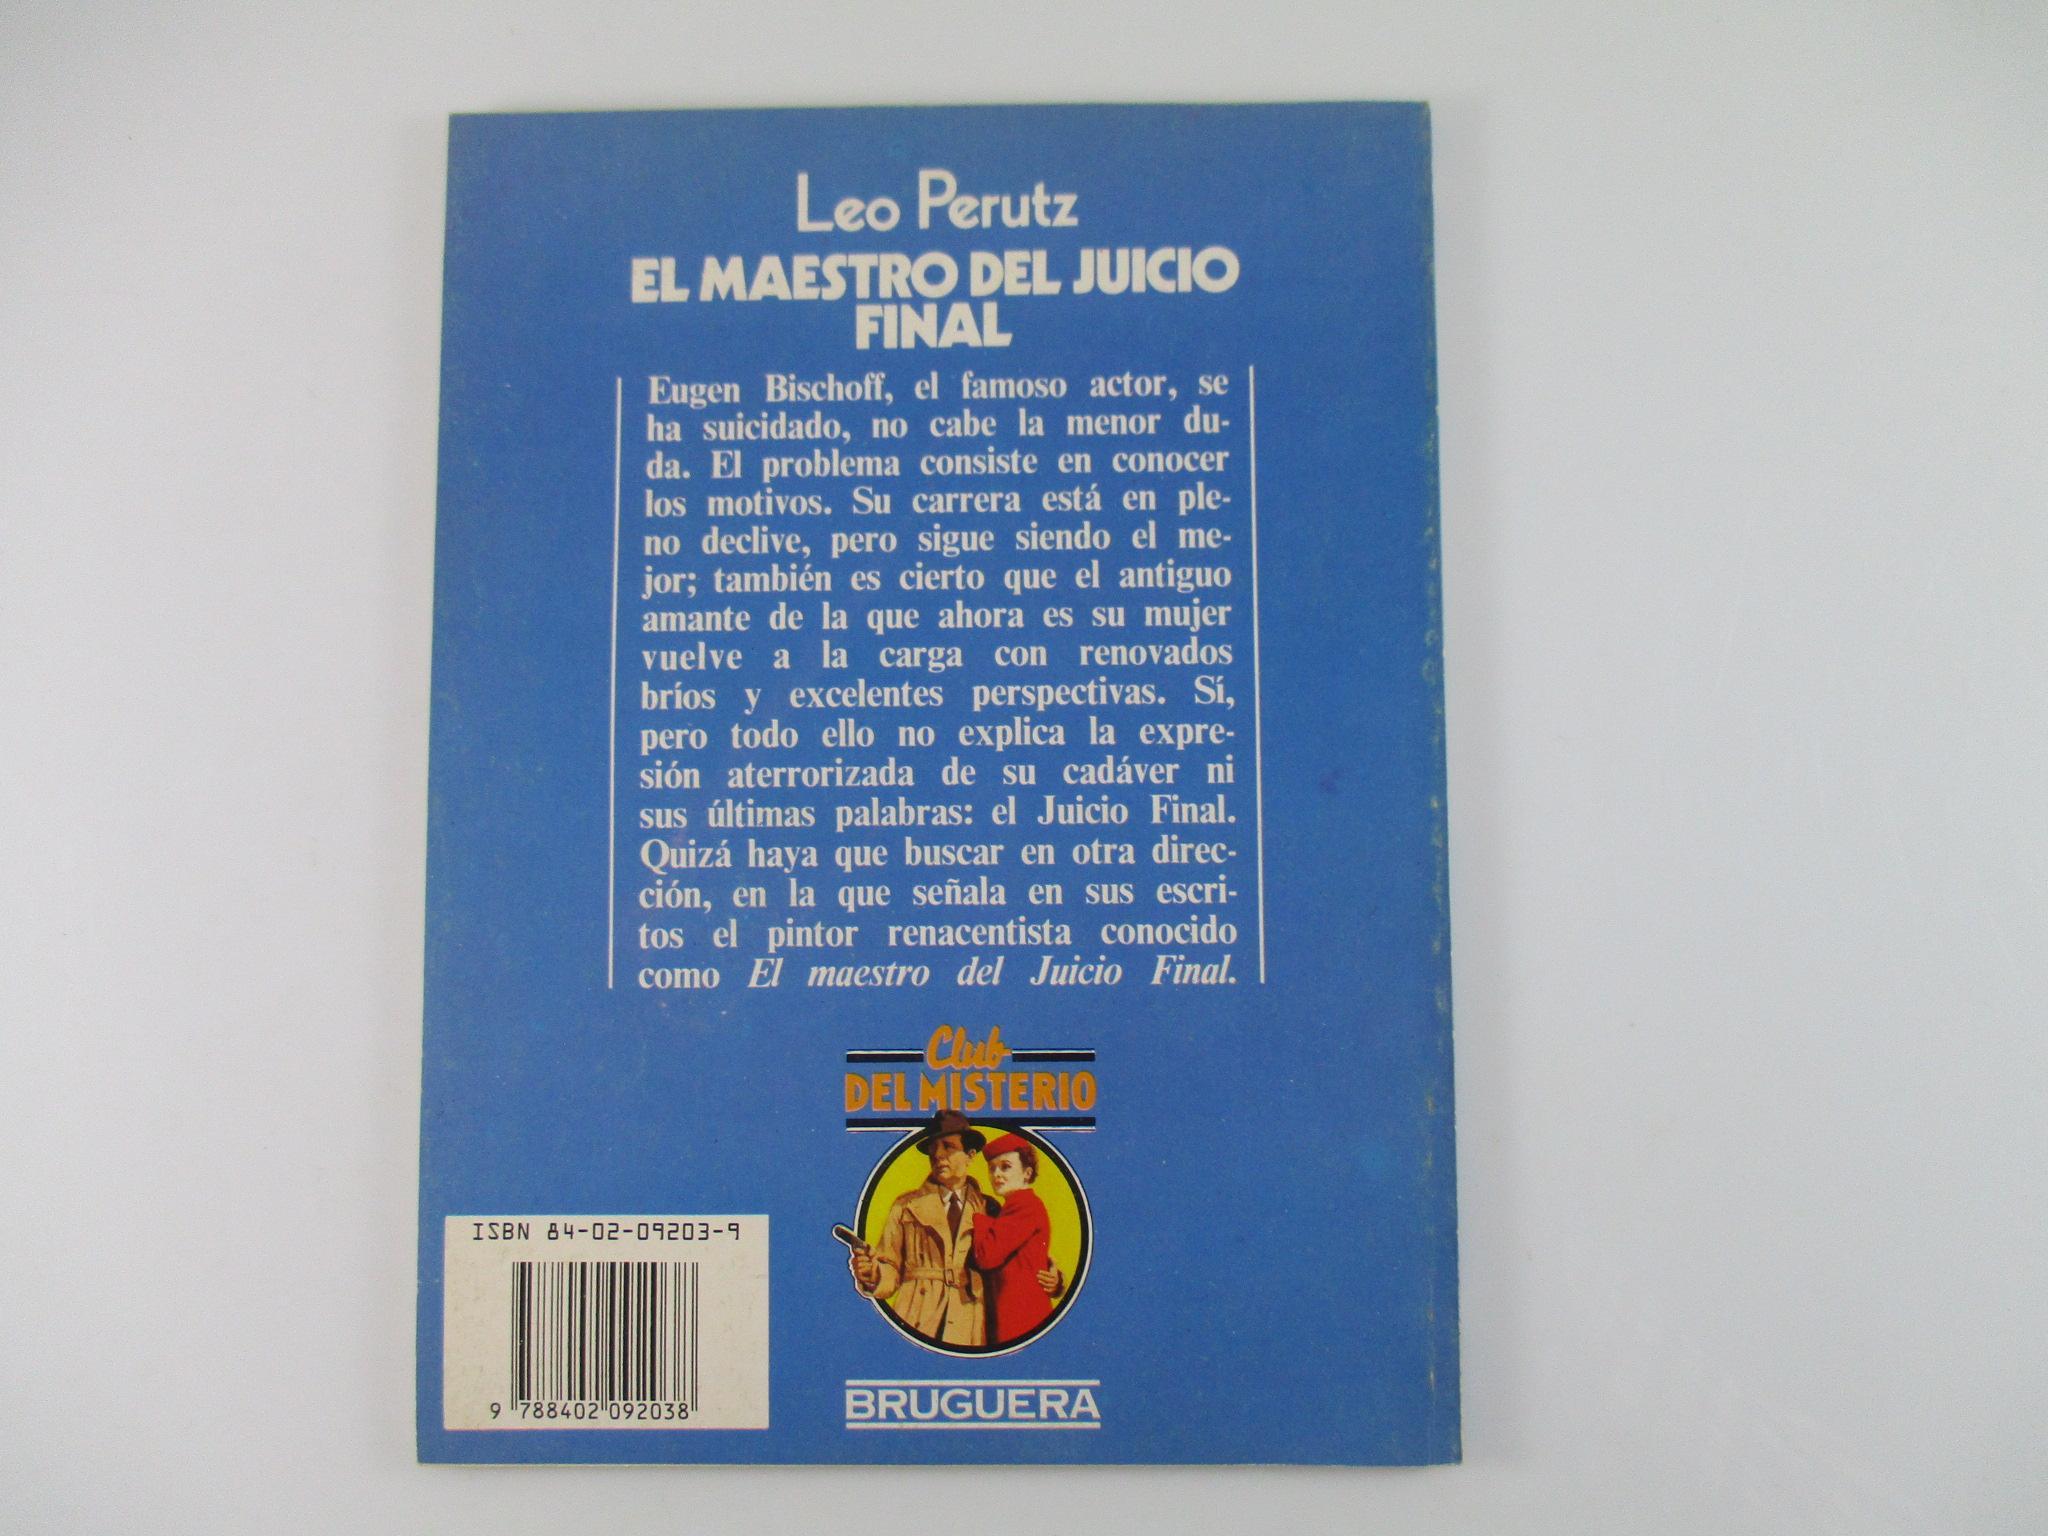 Leo Perutz
EL MAESTRO DEL JUICIO
FINAL
Eugen Bischoff, el famoso actor, se
ha suicidado, no cabe la menor du-
da. El problema consiste en conocer
los motivos. Su carrera está en ple-
no declive, pero sigue siendo el me-
jor; también es cierto que el antiguo
amante de la que ahora es su mujer
vuelve a la carga con renovados
bríos y excelentes perspectivas. Sí,
pero todo ello no explica la expre-
sión aterrorizada de su cadáver ni
sus últimas palabras: el Juicio Final.
Quizá haya que buscar en otra direc-
ción, en la que señala en sus escri-
tos el pintor renacentista conocido
como El maestro del Juicio Final.
Club
DEL MISTERIO
ISBN 84-02-09203-9
9 788402 092038
BRUGUERA